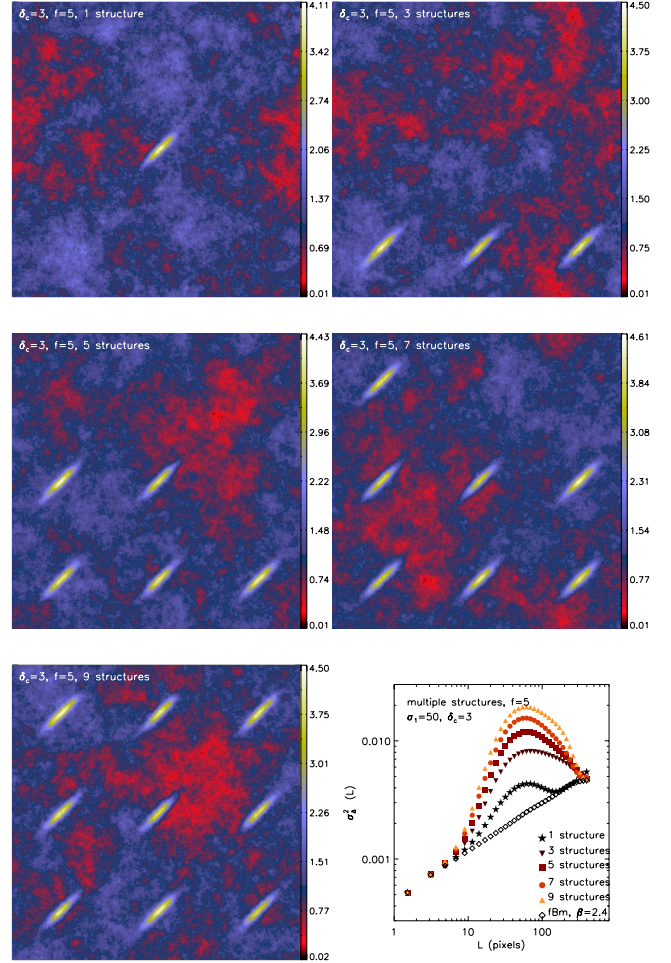 δc=3, f=5, 1 structure
4.11
3.42
2.74
2.06
1.37
0.69
0.01
δc=3, f=5, 3 structures
4.50
3.75
3.00
2.25
1.50
0.75
0.01
δc=3, f=5, 5 structures
4.43
3.69
2.96
2.22
1.48
0.74
0.01
δc=3, f=5, 7 structures
4.61
3.84
3.08
2.31
1.54
0.77
0.01
δc=3, f=5, 9 structures
4.50
3.75
3.01
2.26
1.51
0.77
0.02
multiple structures, f=5
σ1=50, δc=3
0.010
0.001
σΔ² (L)
1 structure
3 structures
5 structures
7 structures
9 structures
fBm, β=2.4
1 10 100
L (pixels)